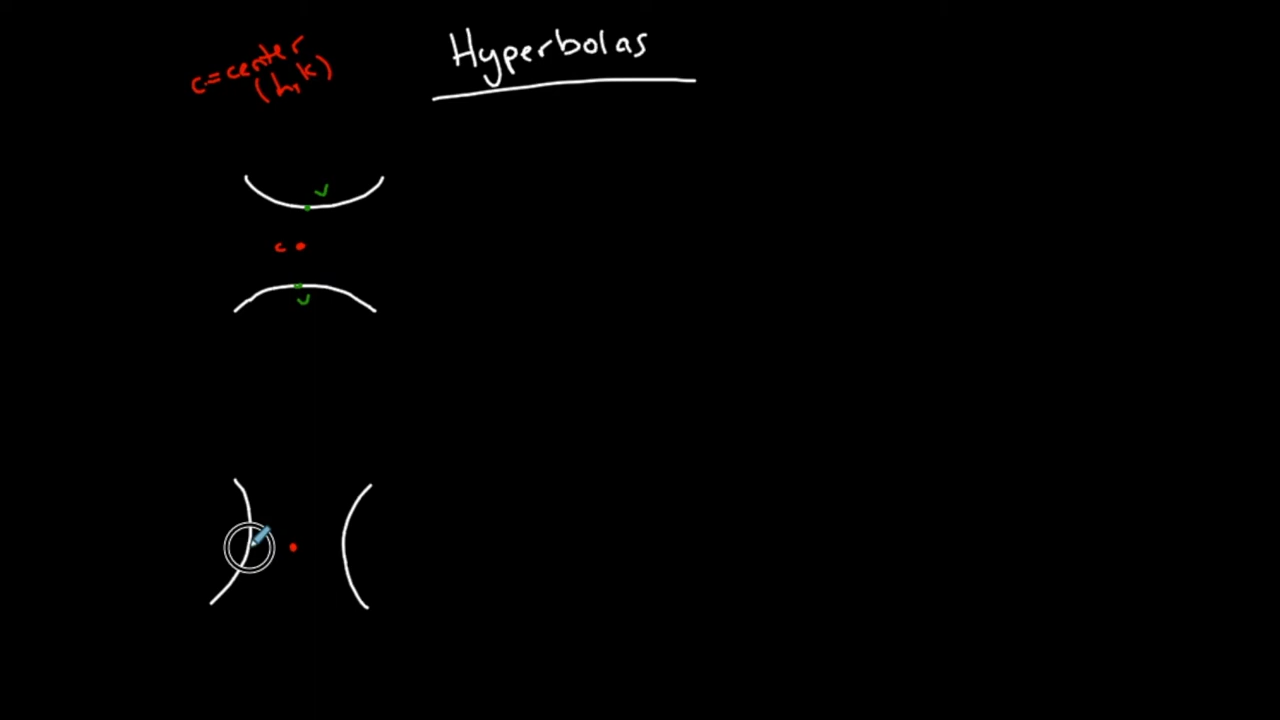 Hyperbolas
c = center
(h, k)
v
c
v